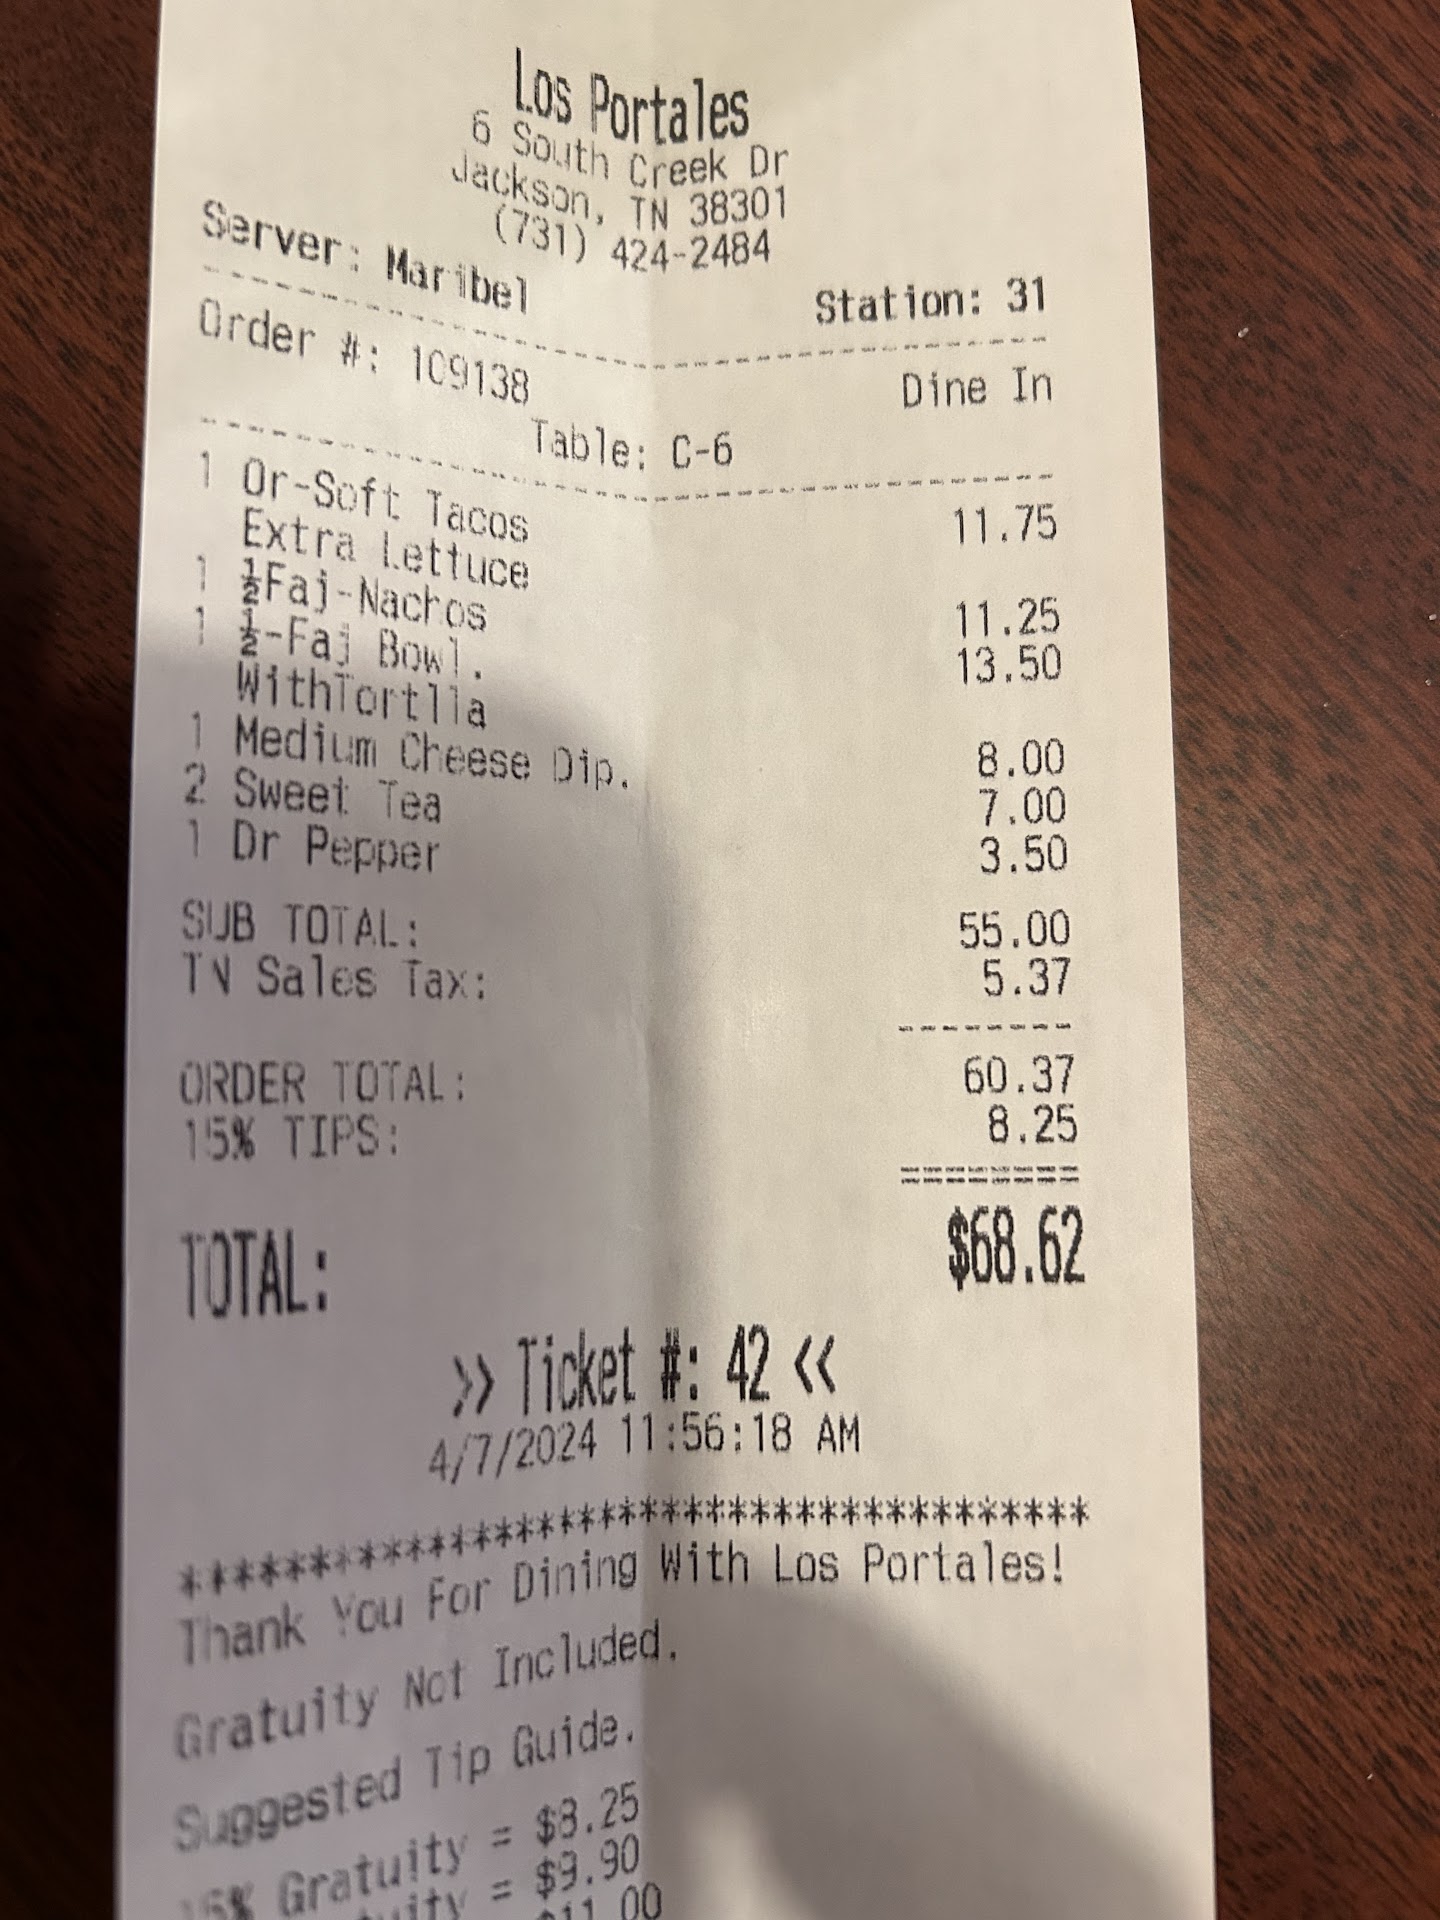 Los Portales
6 South Creek Dr
Jackson, TN 38301
(731) 424-2484
Server: Maribel Station: 31
Order #: 109138 Dine In
Table: C-6
1 Or-Soft Tacos 11.75
Extra Lettuce
1 ½Faj-Nachos 11.25
1 ½-Faj Bowl. 13.50
WithTortlla
1 Medium Cheese Dip. 8.00
2 Sweet Tea 7.00
1 Dr Pepper 3.50
SUB TOTAL: 55.00
TN Sales Tax: 5.37
ORDER TOTAL: 60.37
15% TIPS: 8.25
TOTAL: $68.62
>> Ticket #: 42 <<
4/7/2024 11:56:18 AM
****************************************
Thank You For Dining With Los Portales!
Gratuity Not Included.
Suggested Tip Guide.
15% Gratuity = $8.25
= $9.90
$11.00